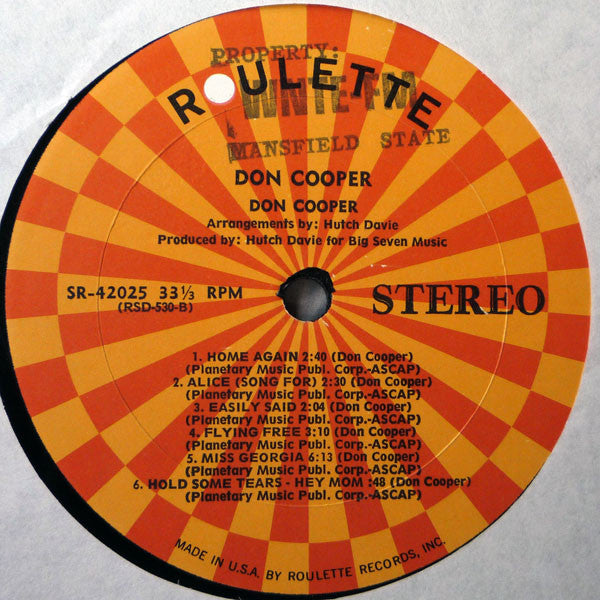 PROPERTY:
ROULETTE
WNTE-FM
MANSFIELD STATE
DON COOPER
DON COOPER
Arrangements by: Hutch Davie
Produced by: Hutch Davie for Big Seven Music
SR-42025 33⅓ RPM STEREO
(RSD-530-B)
1. HOME AGAIN 2:40 (Don Cooper)
(Planetary Music Publ. Corp.-ASCAP)
2. ALICE (SONG FOR) 2:30 (Don Cooper)
(Planetary Music Publ. Corp.-ASCAP)
3. EASILY SAID 2:04 (Don Cooper)
(Planetary Music Publ. Corp.-ASCAP)
4. FLYING FREE 3:10 (Don Cooper)
(Planetary Music Publ. Corp.-ASCAP)
5. MISS GEORGIA 6:13 (Don Cooper)
(Planetary Music Publ. Corp.-ASCAP)
6. HOLD SOME TEARS - HEY MOM :48 (Don Cooper)
(Planetary Music Publ. Corp.-ASCAP)
MADE IN U.S.A. BY ROULETTE RECORDS, INC.